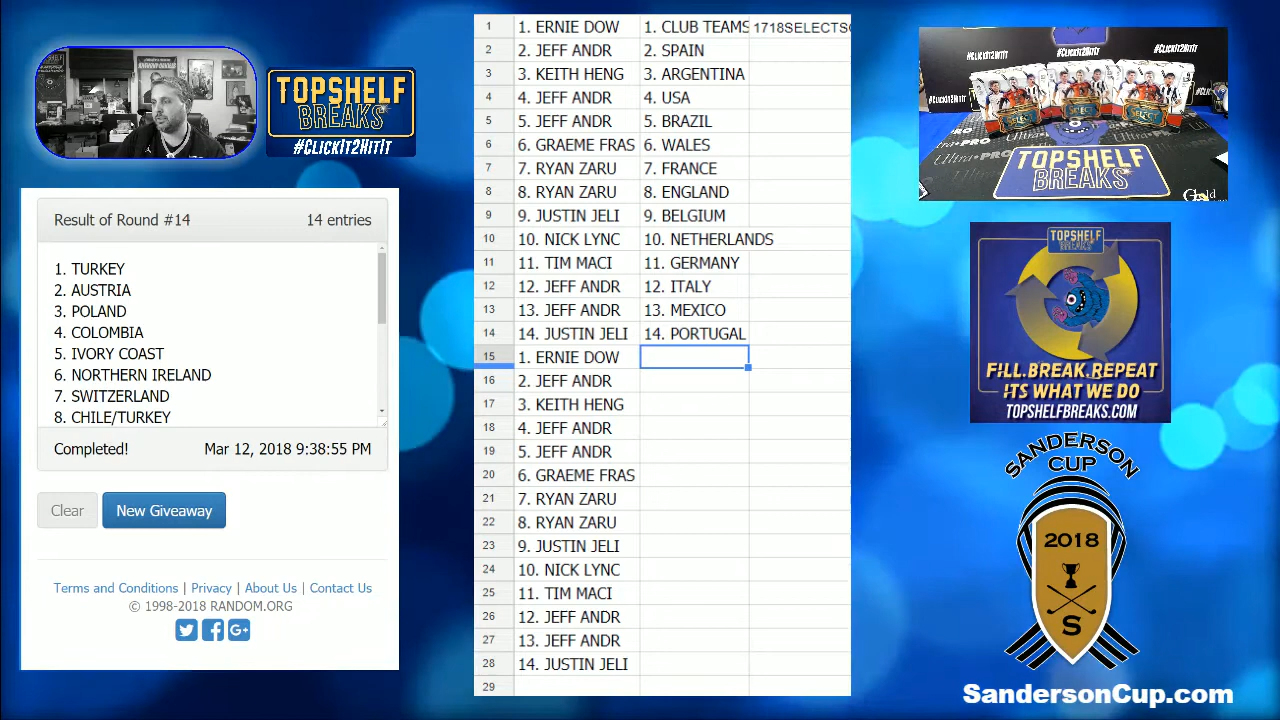 TOPSHELF
BREAKS
#CLICKIT2HITIT
Result of Round #14
14 entries
1. TURKEY
2. AUSTRIA
3. POLAND
4. COLOMBIA
5. IVORY COAST
6. NORTHERN IRELAND
7. SWITZERLAND
8. CHILE/TURKEY
Completed!
Mar 12, 2018 9:38:55 PM
Clear
New Giveaway
Terms and Conditions | Privacy | About Us | Contact Us
© 1998-2018 RANDOM.ORG
1 1. ERNIE DOW 1. CLUB TEAMS 1718SELECTSO
2 2. JEFF ANDR 2. SPAIN
3 3. KEITH HENG 3. ARGENTINA
4 4. JEFF ANDR 4. USA
5 5. JEFF ANDR 5. BRAZIL
6 6. GRAEME FRAS 6. WALES
7 7. RYAN ZARU 7. FRANCE
8 8. RYAN ZARU 8. ENGLAND
9 9. JUSTIN JELI 9. BELGIUM
10 10. NICK LYNC 10. NETHERLANDS
11 11. TIM MACI 11. GERMANY
12 12. JEFF ANDR 12. ITALY
13 13. JEFF ANDR 13. MEXICO
14 14. JUSTIN JELI 14. PORTUGAL
15 1. ERNIE DOW
16 2. JEFF ANDR
17 3. KEITH HENG
18 4. JEFF ANDR
19 5. JEFF ANDR
20 6. GRAEME FRAS
21 7. RYAN ZARU
22 8. RYAN ZARU
23 9. JUSTIN JELI
24 10. NICK LYNC
25 11. TIM MACI
26 12. JEFF ANDR
27 13. JEFF ANDR
28 14. JUSTIN JELI
29
#CLICKIT2HITIT
#CLICKIT2HITIT
#CLICKIT2HITIT
SELECT
SELECT
SELECT
Ultra·PRO
TOPSHELF
BREAKS
TOPSHELF
BREAKS
FILL.BREAK.REPEAT
ITS WHAT WE DO
TOPSHELFBREAKS.COM
SANDERSON
CUP
2018
S
SandersonCup.com